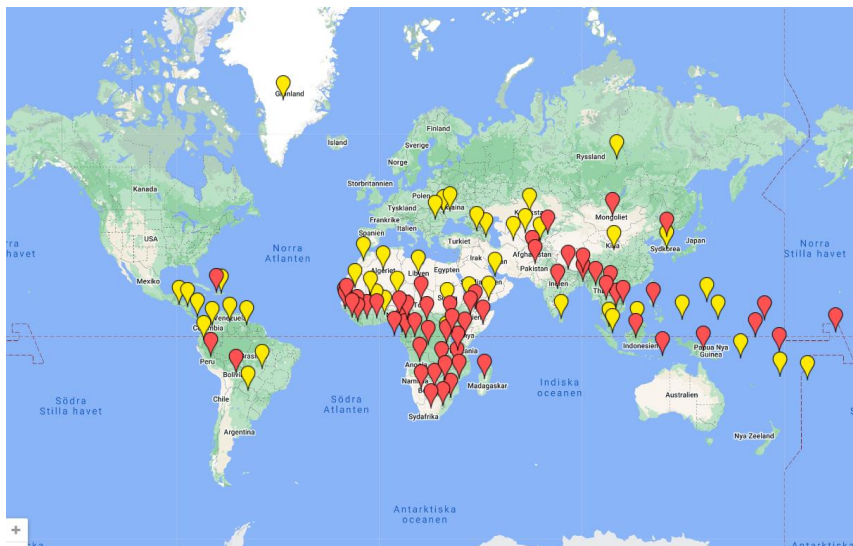 Grönland
Island
Finland
Sverige
Norge
Ryssland
Kanada
Storbritannien
Polen
Tyskland
Ukraina
Frankrike
Mongoliet
Italien
Spanien
Turkiet
USA
Norra
Atlanten
Kina
Sydkorea
Japan
Norra
Stilla havet
Afghanistan
Irak
Iran
Algeriet
Libyen
Egypten
Pakistan
Mexiko
Indien
Venezuela
Colombia
Indonesien
Papua Nya
Guinea
Peru
Brasilien
Bolivia
Angola
Namibia
Madagaskar
Indiska
oceanen
Södra
Stilla havet
Chile
Södra
Atlanten
Australien
Sydafrika
Argentina
Nya Zeeland
Antarktiska
oceanen
+